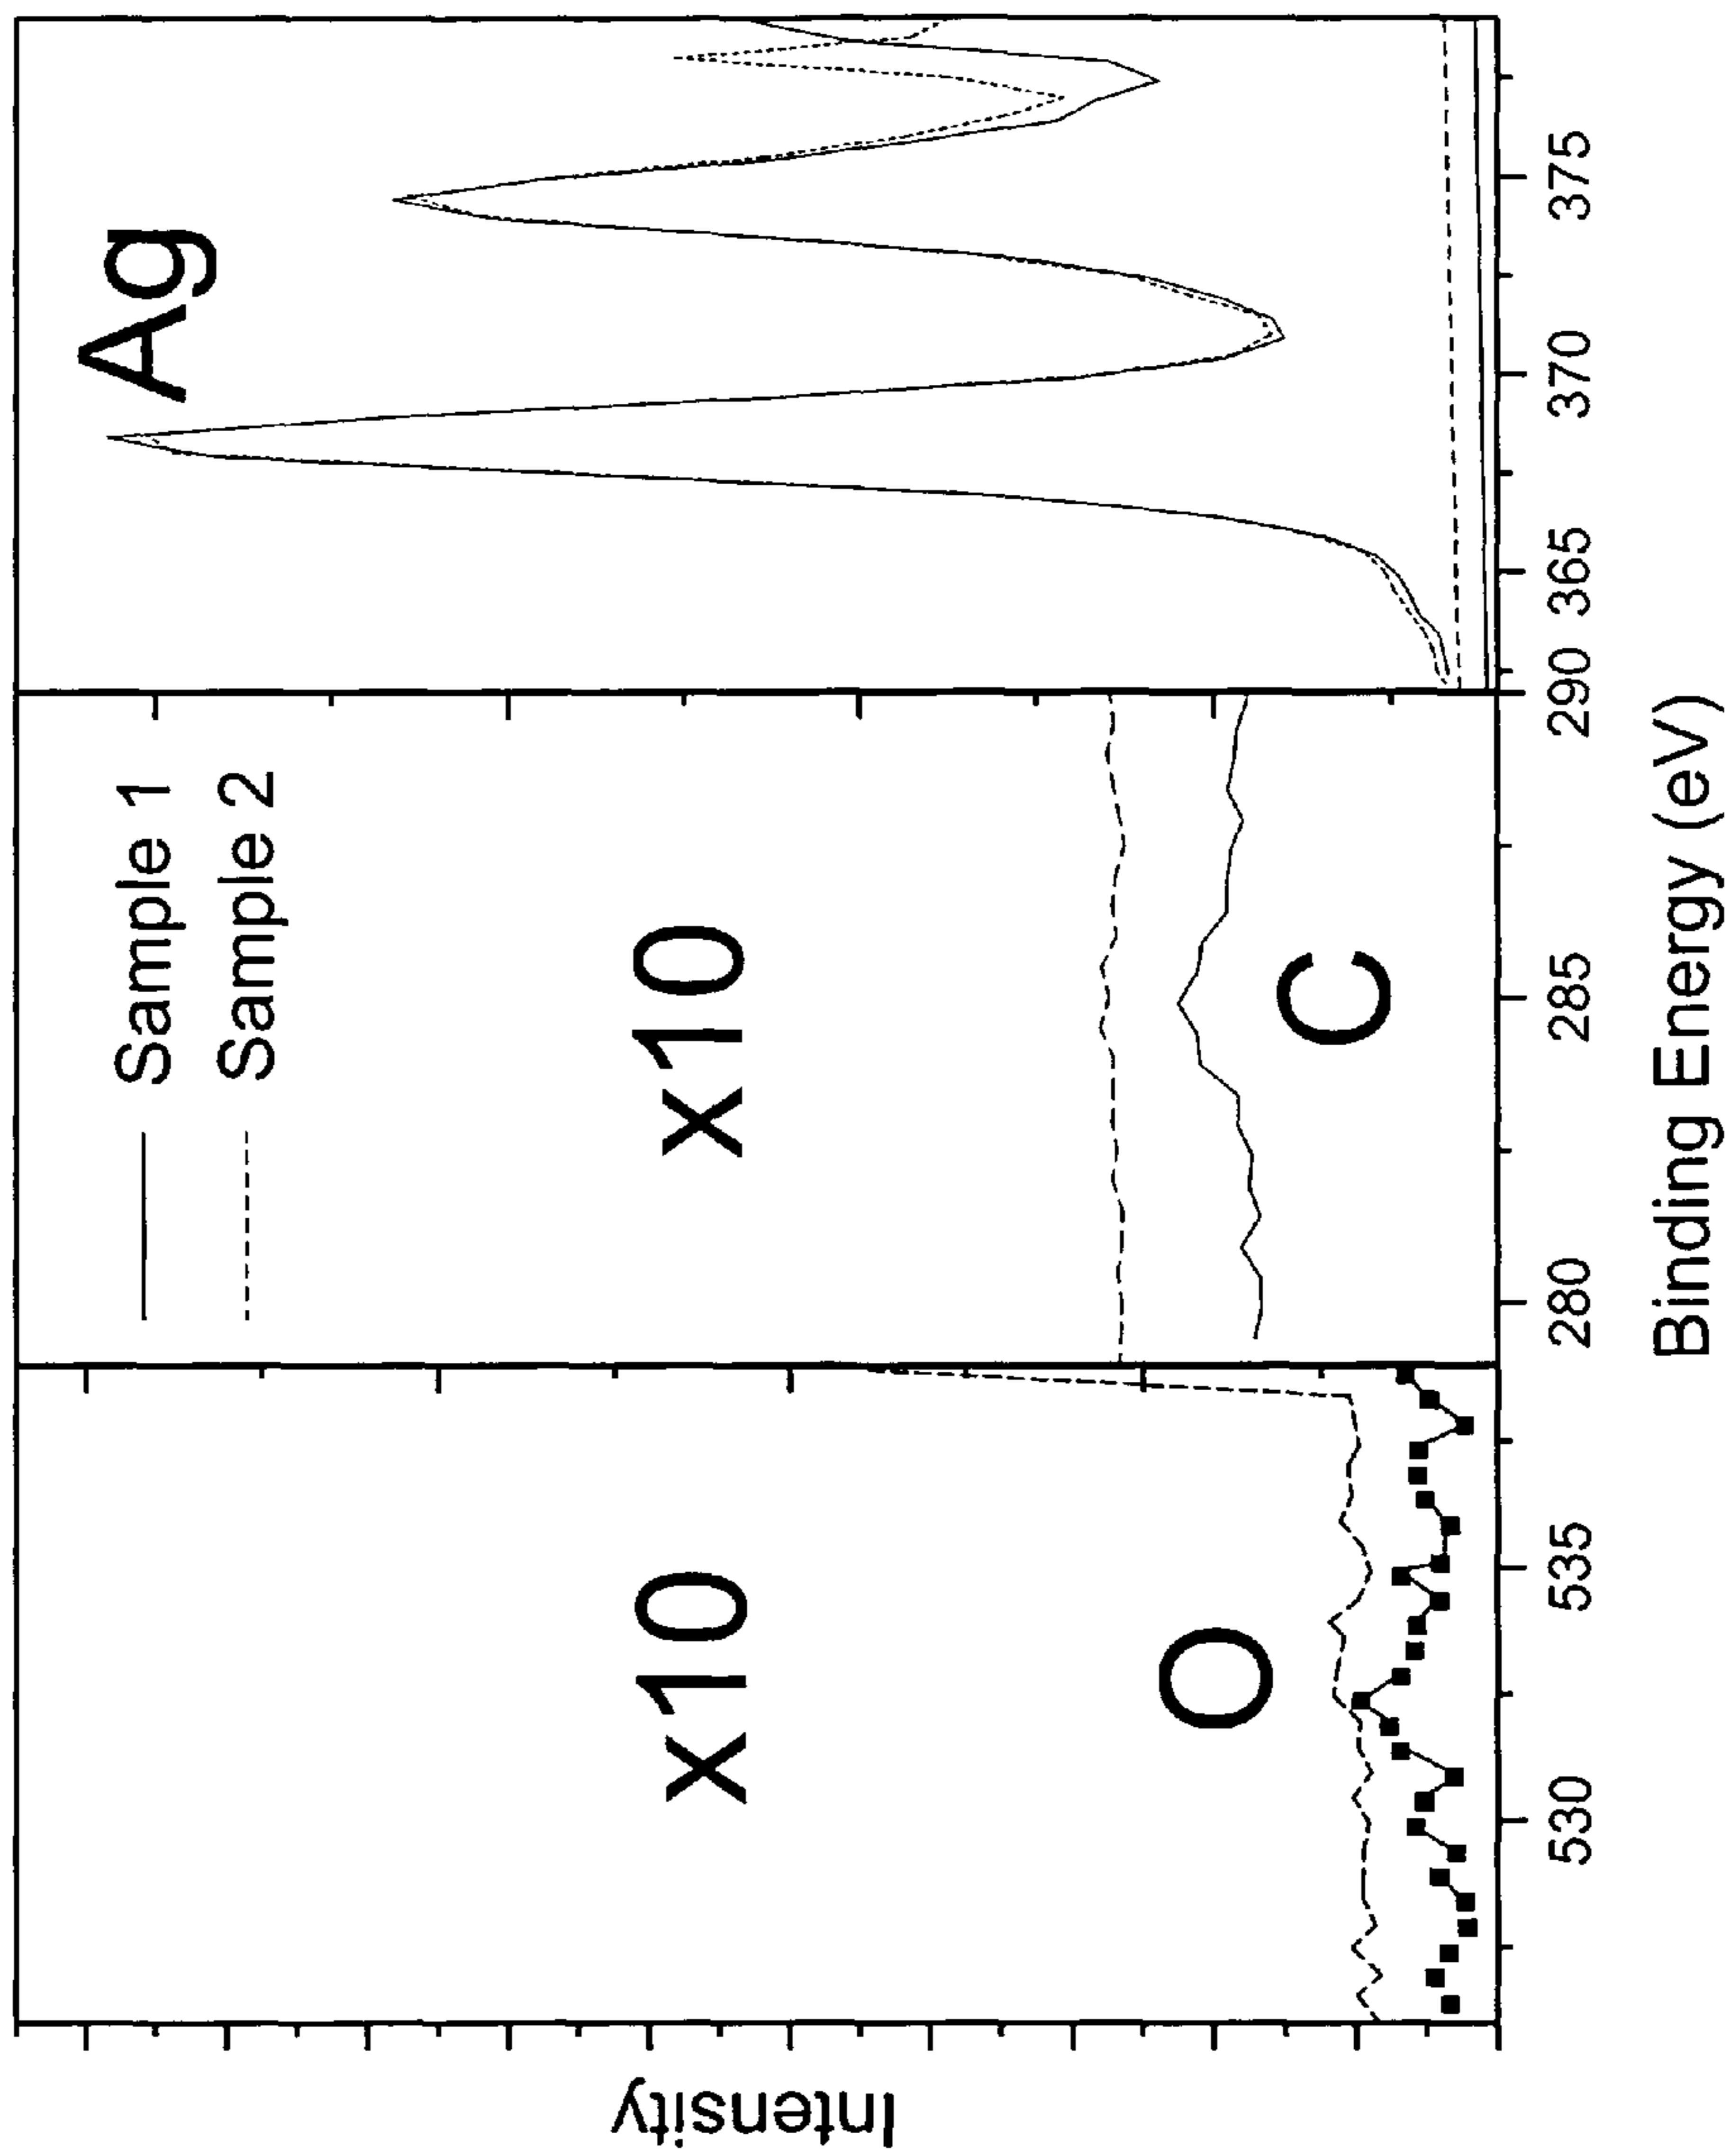 Intensity
x10
O
x10
C
Sample 1
Sample 2
Ag
530
535
280
285
290
365
370
375
Binding Energy (eV)